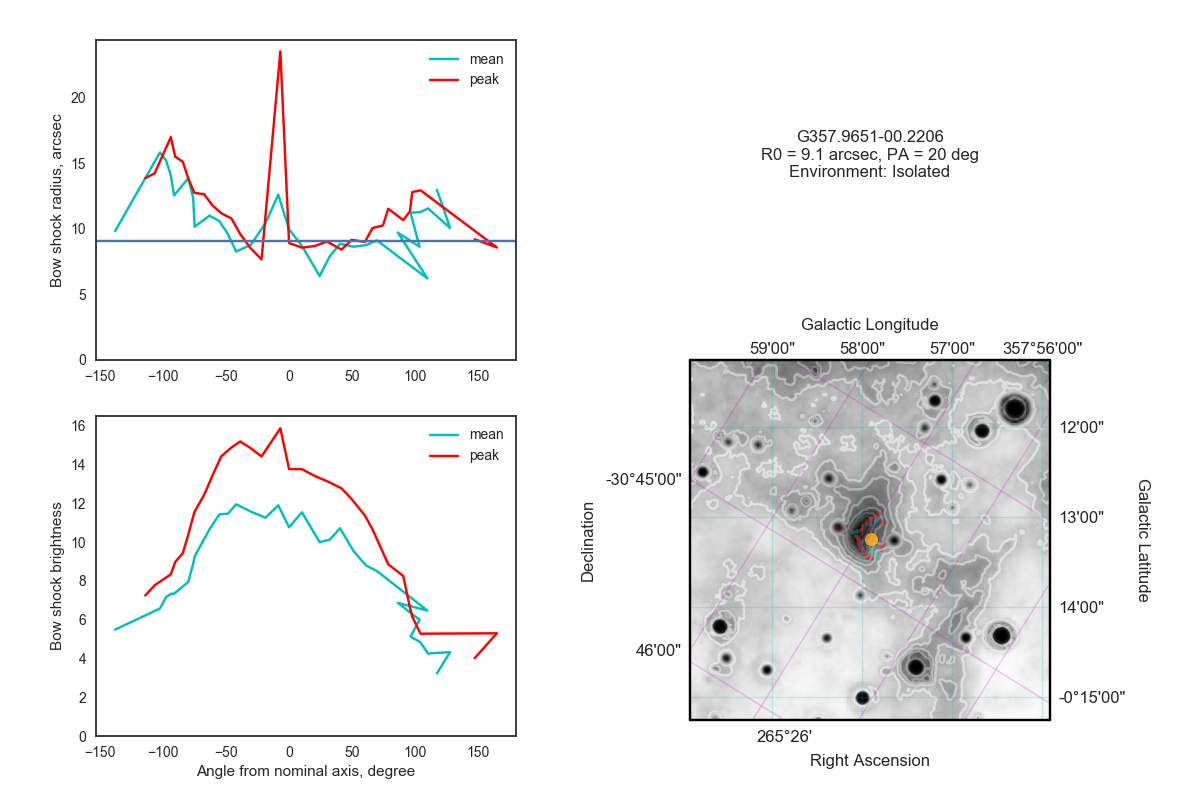 mean
peak
20
15
10
5
0
−150
−100
−50
0
50
100
150
Bow shock radius, arcsec
mean
peak
16
14
12
10
8
6
4
2
0
−150
−100
−50
0
50
100
150
Bow shock brightness
Angle from nominal axis, degree
G357.9651-00.2206
R0 = 9.1 arcsec, PA = 20 deg
Environment: Isolated
Galactic Longitude
59'00"
58'00"
57'00"
357°56'00"
12'00"
13'00"
14'00"
-0°15'00"
Galactic Latitude
-30°45'00"
46'00"
Declination
265°26'
Right Ascension